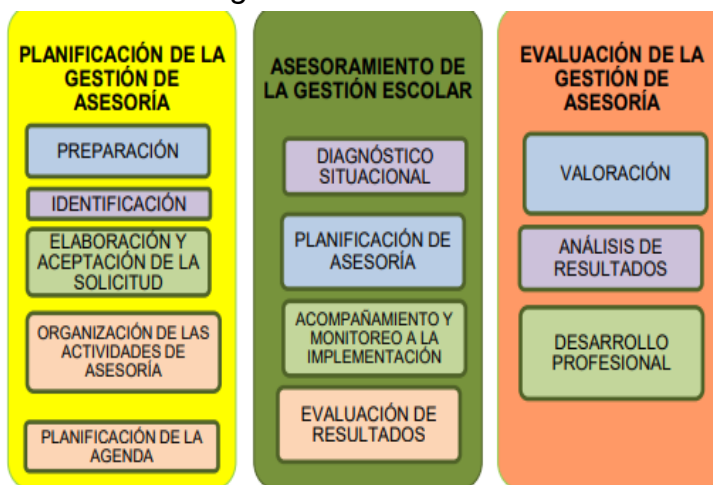 PLANIFICACIÓN DE LA
GESTIÓN DE
ASESORÍA
PREPARACIÓN
IDENTIFICACIÓN
ELABORACIÓN Y
ACEPTACIÓN DE LA
SOLICITUD
ORGANIZACIÓN DE LAS
ACTIVIDADES DE
ASESORÍA
PLANIFICACIÓN DE LA
AGENDA
ASESORAMIENTO DE
LA GESTIÓN ESCOLAR
DIAGNÓSTICO
SITUACIONAL
PLANIFICACIÓN DE
ASESORÍA
ACOMPAÑAMIENTO Y
MONITOREO A LA
IMPLEMENTACIÓN
EVALUACIÓN DE
RESULTADOS
EVALUACIÓN DE LA
GESTIÓN DE
ASESORÍA
VALORACIÓN
ANÁLISIS DE
RESULTADOS
DESARROLLO
PROFESIONAL